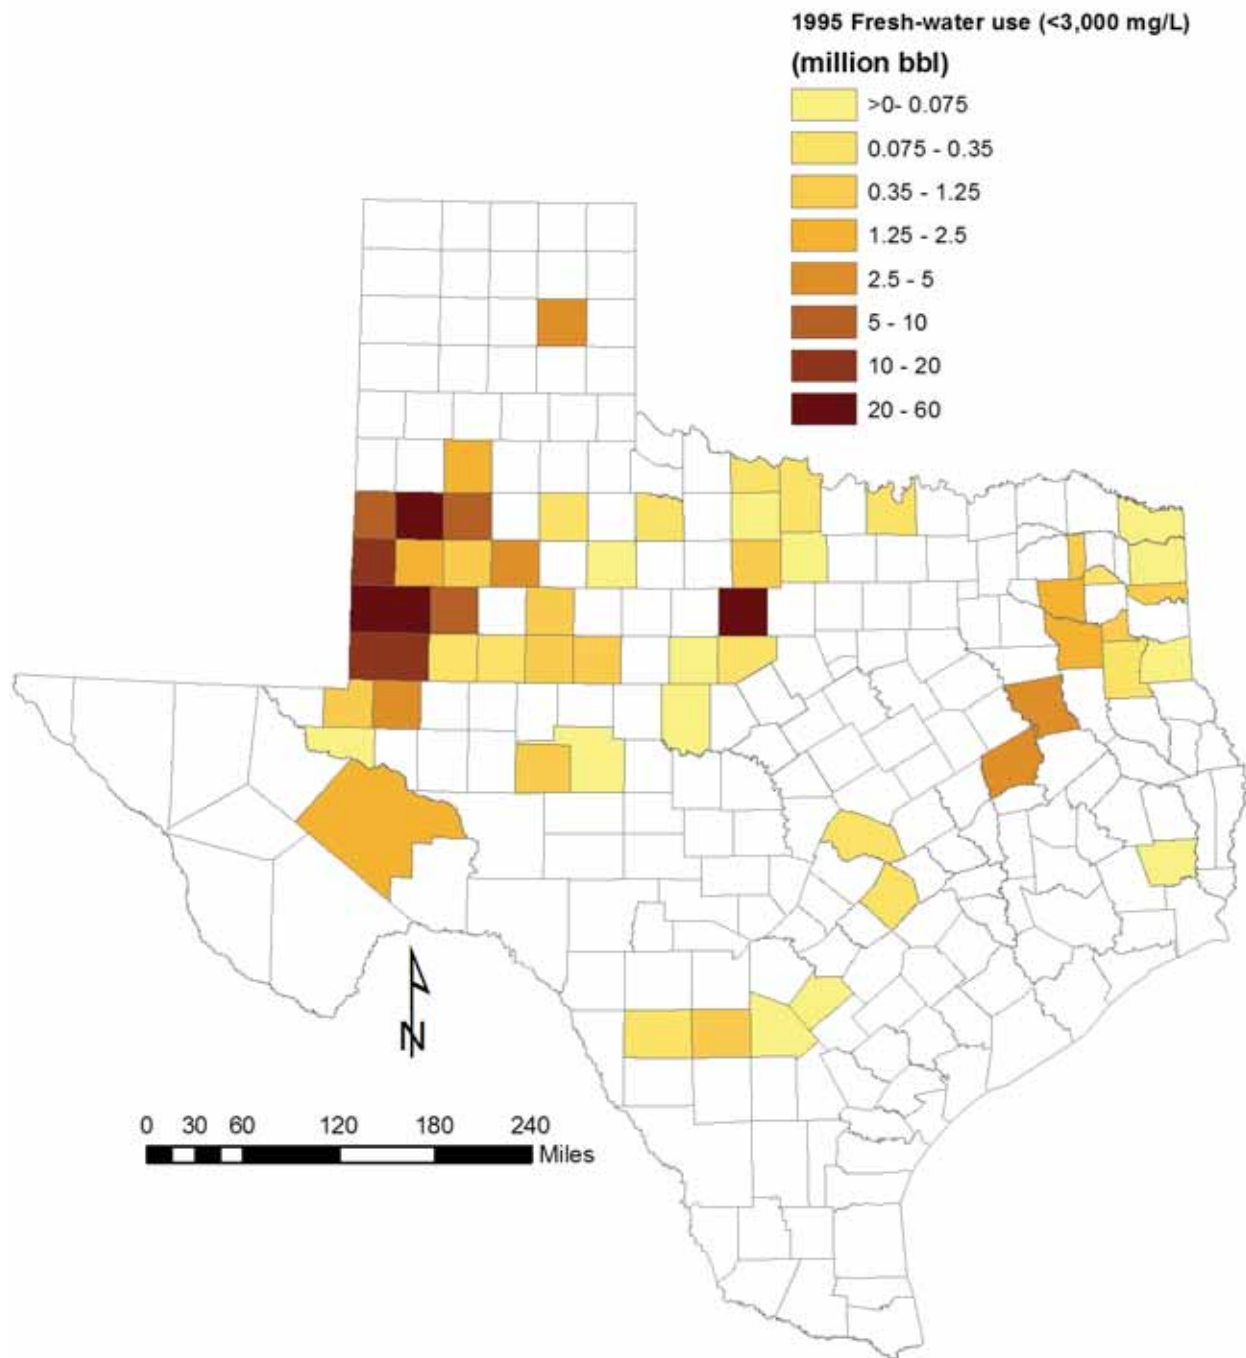 1995 Fresh-water use (<3,000 mg/L)
(million bbl)
>0- 0.075
0.075 - 0.35
0.35 - 1.25
1.25 - 2.5
2.5 - 5
5 - 10
10 - 20
20 - 60
N
0 30 60 120 180 240
Miles